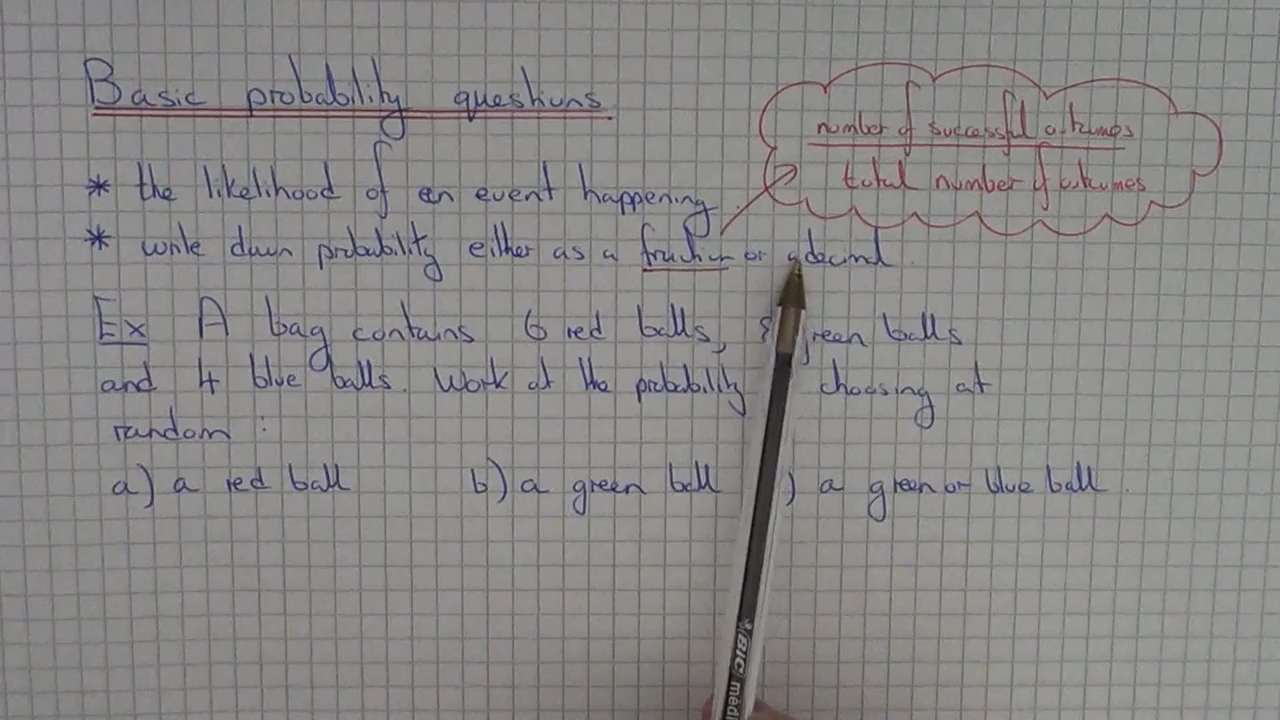 Basic probability questions
number of successful outcomes
total number of outcomes
* the likelihood of an event happening
* write down probability either as a fraction or a decimal.
Ex A bag contains 6 red balls, green balls
and 4 blue balls. Work out the probability choosing at
random :
a) a red ball b) a green ball ) a green or blue ball.
BIC médi